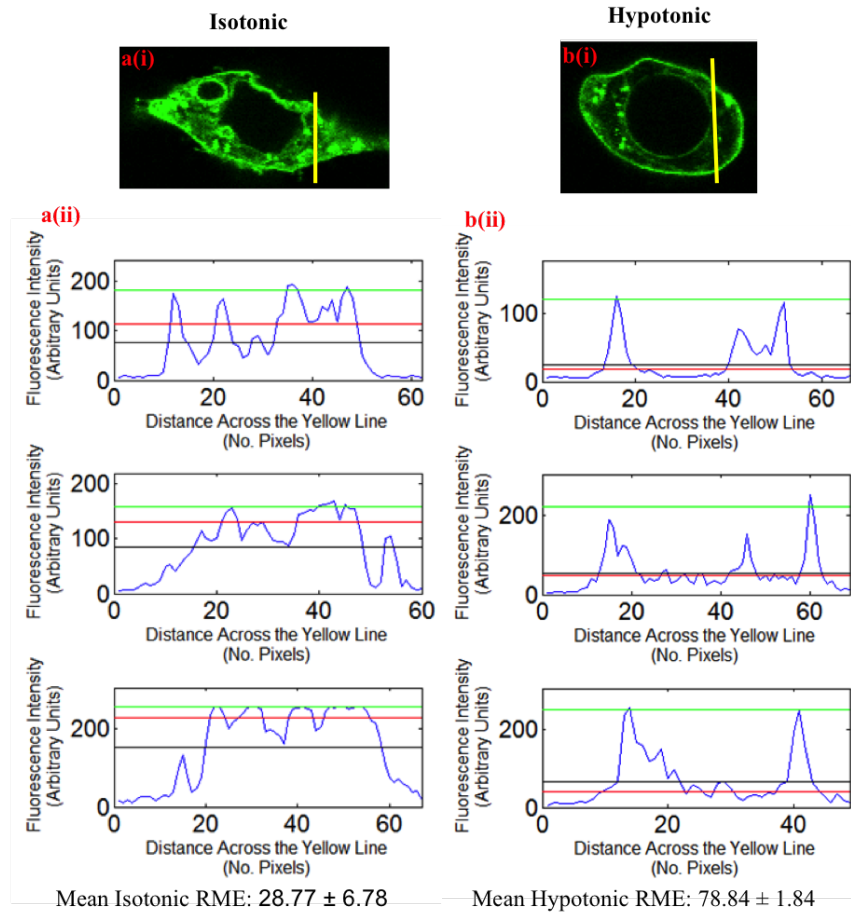 Isotonic
Hypotonic
a(i)
b(i)
a(ii)
b(ii)
Fluorescence Intensity
(Arbitrary Units)
200
100
0
0
20
40
60
Distance Across the Yellow Line
(No. Pixels)
Fluorescence Intensity
(Arbitrary Units)
100
0
0
20
40
60
Distance Across the Yellow Line
(No. Pixels)
Fluorescence Intensity
(Arbitrary Units)
200
100
0
0
20
40
60
Distance Across the Yellow Line
(No. Pixels)
Fluorescence Intensity
(Arbitrary Units)
200
0
0
20
40
60
Distance Across the Yellow Line
(No. Pixels)
Fluorescence Intensity
(Arbitrary Units)
200
0
0
20
40
60
Distance Across the Yellow Line
(No. Pixels)
Fluorescence Intensity
(Arbitrary Units)
200
0
0
20
40
Distance Across the Yellow Line
(No. Pixels)
Mean Isotonic RME: 28.77 ± 6.78
Mean Hypotonic RME: 78.84 ± 1.84